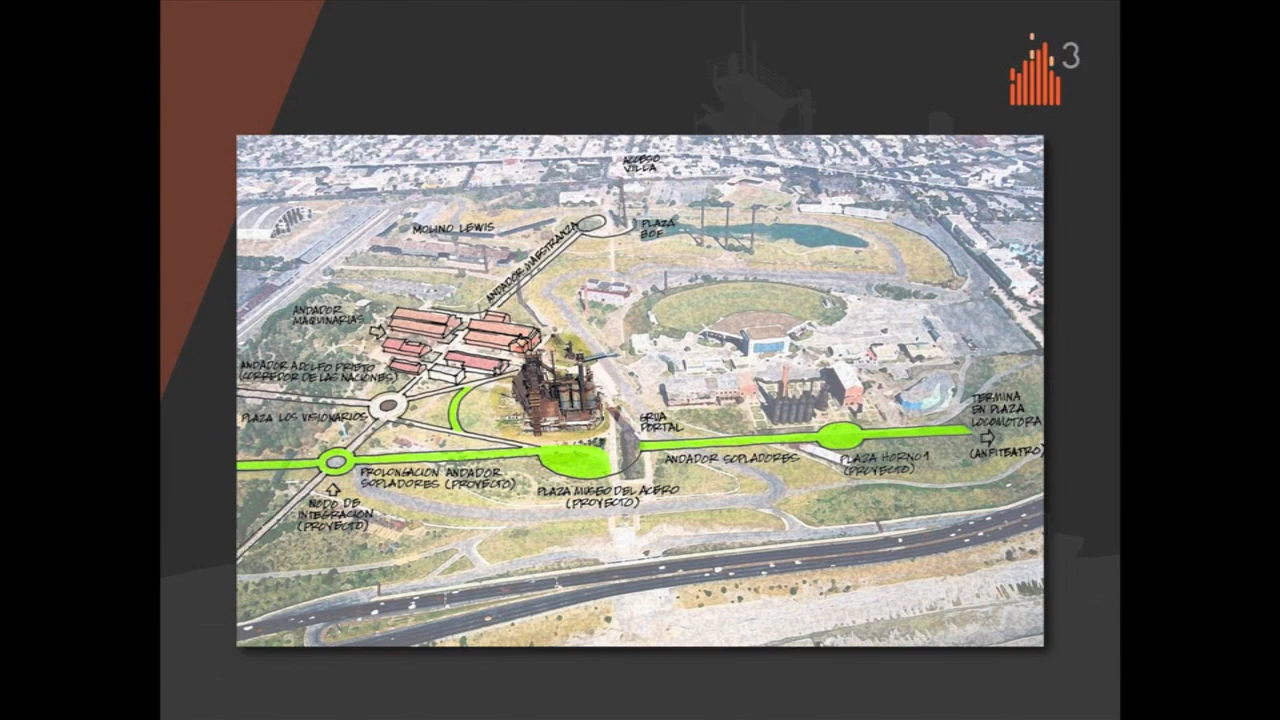 3
ACCESO
VILLA
MOLINO LEWIS
PLAZA
BOF
ANDADOR MAESTRANZA
ANDADOR
MAQUINARIAS
ANDADOR ADOLFO PRIETO
(CORREDOR DE LAS NACIONES)
PLAZA LOS VISIONARIOS
GRUA
PORTAL
TERMINA
EN PLAZA
LOCOMOTORA
(ANFITEATRO)
ANDADOR SOPLADORES
PLAZA HORNO 1
(PROYECTO)
PROLONGACION ANDADOR
SOPLADORES (PROYECTO)
PLAZA MUSEO DEL ACERO
(PROYECTO)
NODO DE
INTEGRACION
(PROYECTO)